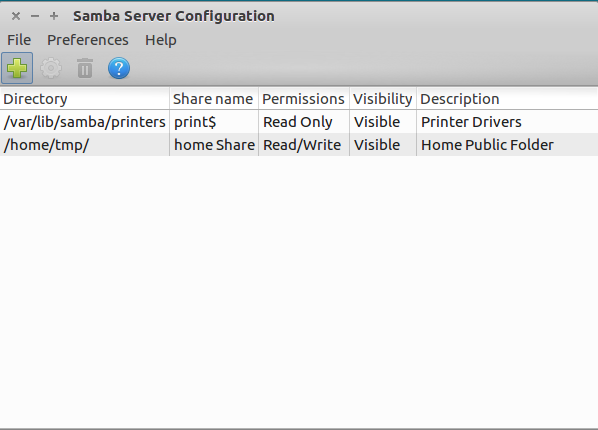 Samba Server Configuration
File Preferences Help
Directory Share name Permissions Visibility Description
/var/lib/samba/printers print$ Read Only Visible Printer Drivers
/home/tmp/ home Share Read/Write Visible Home Public Folder